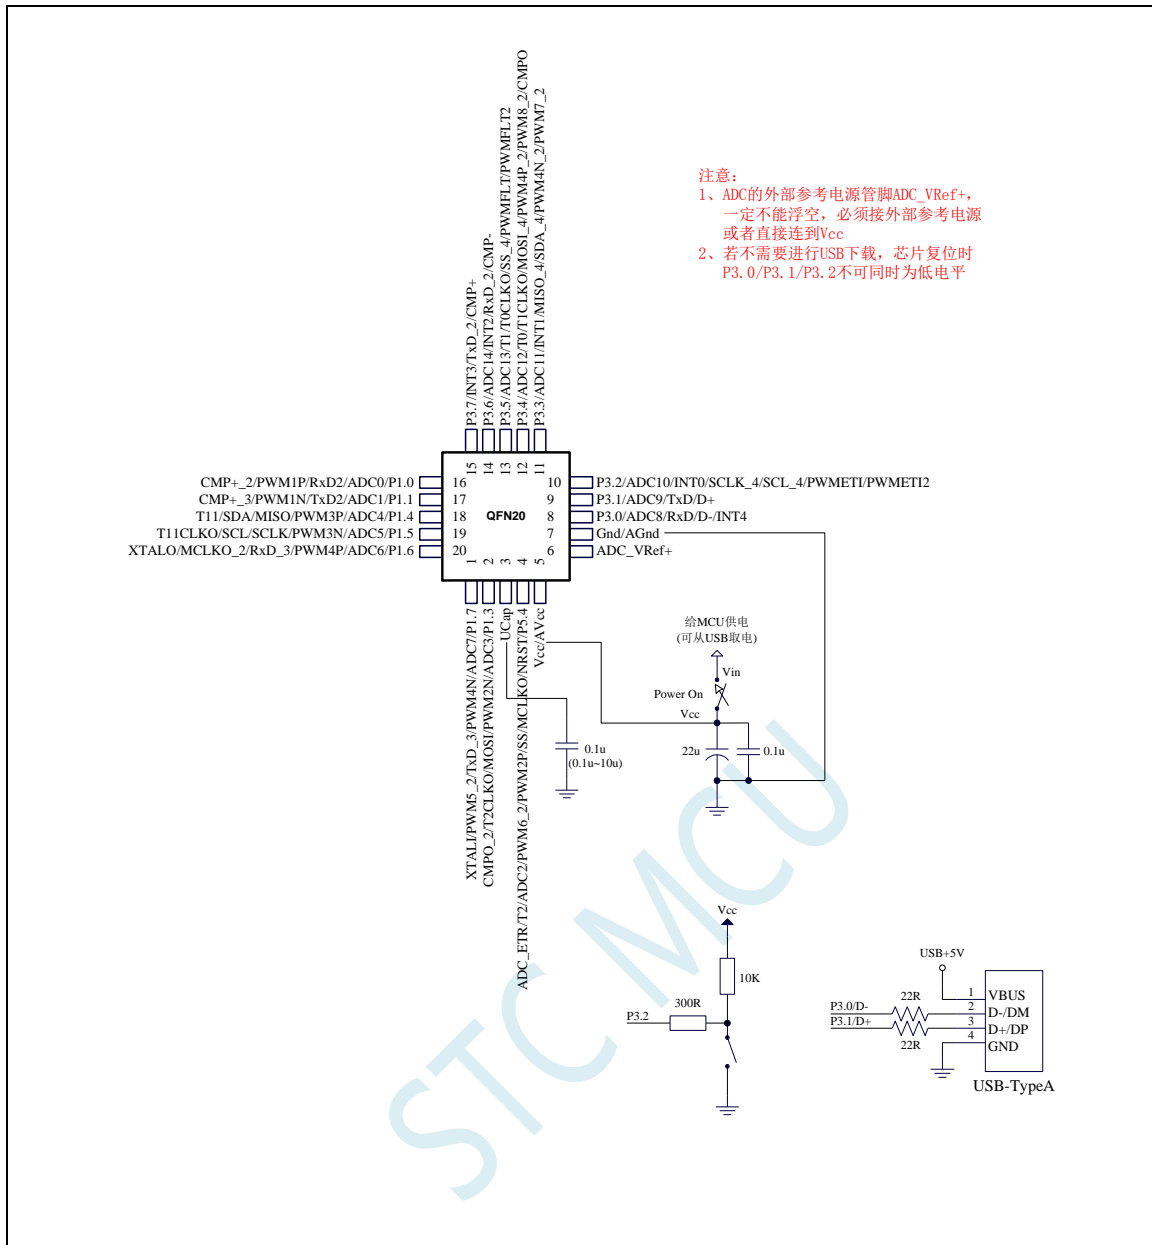 P3.7/INT3/TxD_2/CMP+
P3.6/ADC14/INT2/RxD_2/CMP-
P3.5/ADC13/T1/T0CLKO/SS_4/PWMFLT/PWMFLT2
P3.4/ADC12/T0/T1CLKO/MOSI_4/PWM4P_2/PWM8_2/CMPO
P3.3/ADC11/INT1/MISO_4/SDA_4/PWM4N_2/PWM7_2
注意：
1、ADC的外部参考电源管脚ADC_VRef+，
一定不能浮空，必须接外部参考电源
或者直接连到Vcc
2、若不需要进行USB下载，芯片复位时
P3.0/P3.1/P3.2不可同时为低电平
15 14 13 12 11
CMP+_2/PWM1P/RxD2/ADC0/P1.0 16
10 P3.2/ADC10/INT0/SCLK_4/SCL_4/PWMETI/PWMETI2
CMP+_3/PWM1N/TxD2/ADC1/P1.1 17
9 P3.1/ADC9/TxD/D+
T11/SDA/MISO/PWM3P/ADC4/P1.4 18
QFN20
8 P3.0/ADC8/RxD/D-/INT4
T11CLKO/SCL/SCLK/PWM3N/ADC5/P1.5 19
7 Gnd/AGnd
XTALO/MCLKO_2/RxD_3/PWM4P/ADC6/P1.6 20
6 ADC_VRef+
1 2 3 4 5
XTALI/PWM5_2/TxD_3/PWM4N/ADC7/P1.7
CMPO_2/T2CLKO/MOSI/PWM2N/ADC3/P1.3
UCap
ADC_ETR/T2/ADC2/PWM6_2/PWM2P/SS/MCLKO/NRST/P5.4
Vcc/AVcc
给MCU供电
(可从USB取电)
Vin
Power On
Vcc
0.1u
(0.1u~10u)
22u
0.1u
Vcc
10K
300R
P3.2
USB+5V
1 VBUS
P3.0/D- 22R 2 D-/DM
P3.1/D+ 22R 3 D+/DP
4 GND
USB-TypeA
STC MCU